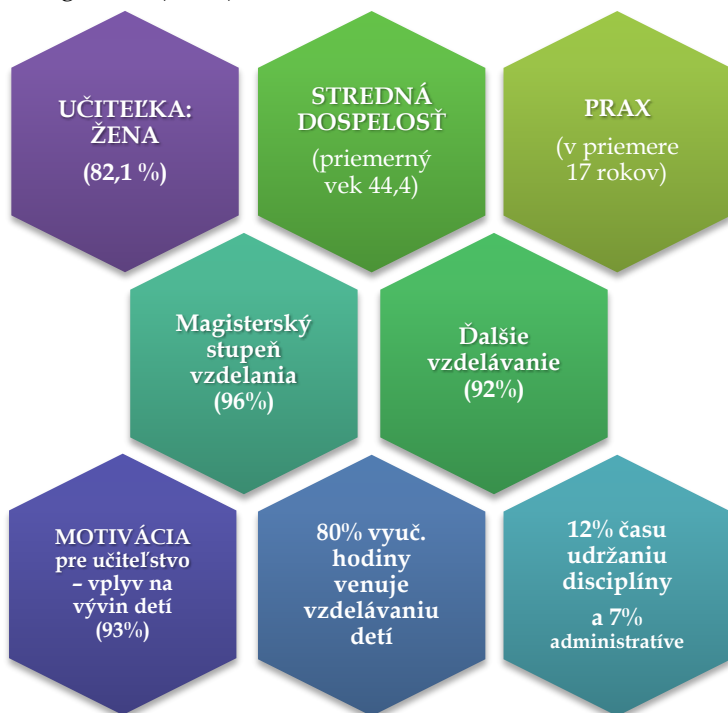 UČITEĽKA:
ŽENA
(82,1 %)
STREDNÁ
DOSPELOSŤ
(priemerný
vek 44,4)
PRAX
(v priemere
17 rokov)
Magisterský
stupeň
vzdelania
(96%)
Ďalšie
vzdelávanie
(92%)
MOTIVÁCIA
pre učiteľstvo
– vplyv na
vývin detí
(93%)
80% vyuč.
hodiny
venuje
vzdelávaniu
detí
12% času
udržaniu
disciplíny
a 7%
administratíve